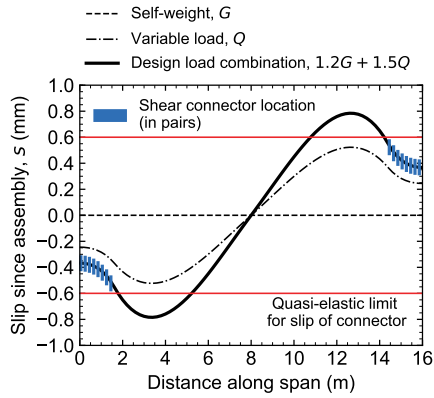 Self-weight, G
Variable load, Q
Design load combination, 1.2G + 1.5Q
Shear connector location
(in pairs)
Quasi-elastic limit
for slip of connector
Slip since assembly, s (mm)
1.0
0.8
0.6
0.4
0.2
0.0
−0.2
−0.4
−0.6
−0.8
−1.0
0 2 4 6 8 10 12 14 16
Distance along span (m)